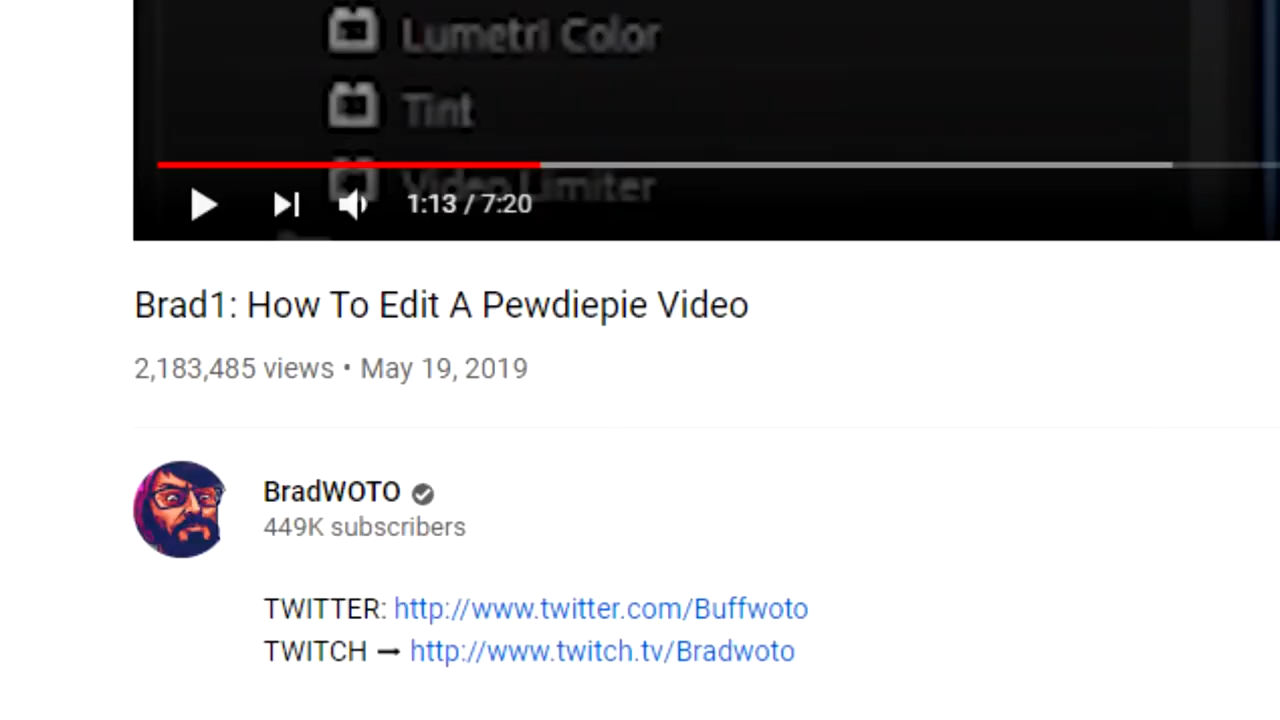 Lumetri Color
Tint
Video Limiter
1:13 / 7:20
Brad1: How To Edit A Pewdiepie Video
2,183,485 views • May 19, 2019
BradWOTO
449K subscribers
TWITTER: http://www.twitter.com/Buffwoto
TWITCH ➞ http://www.twitch.tv/Bradwoto